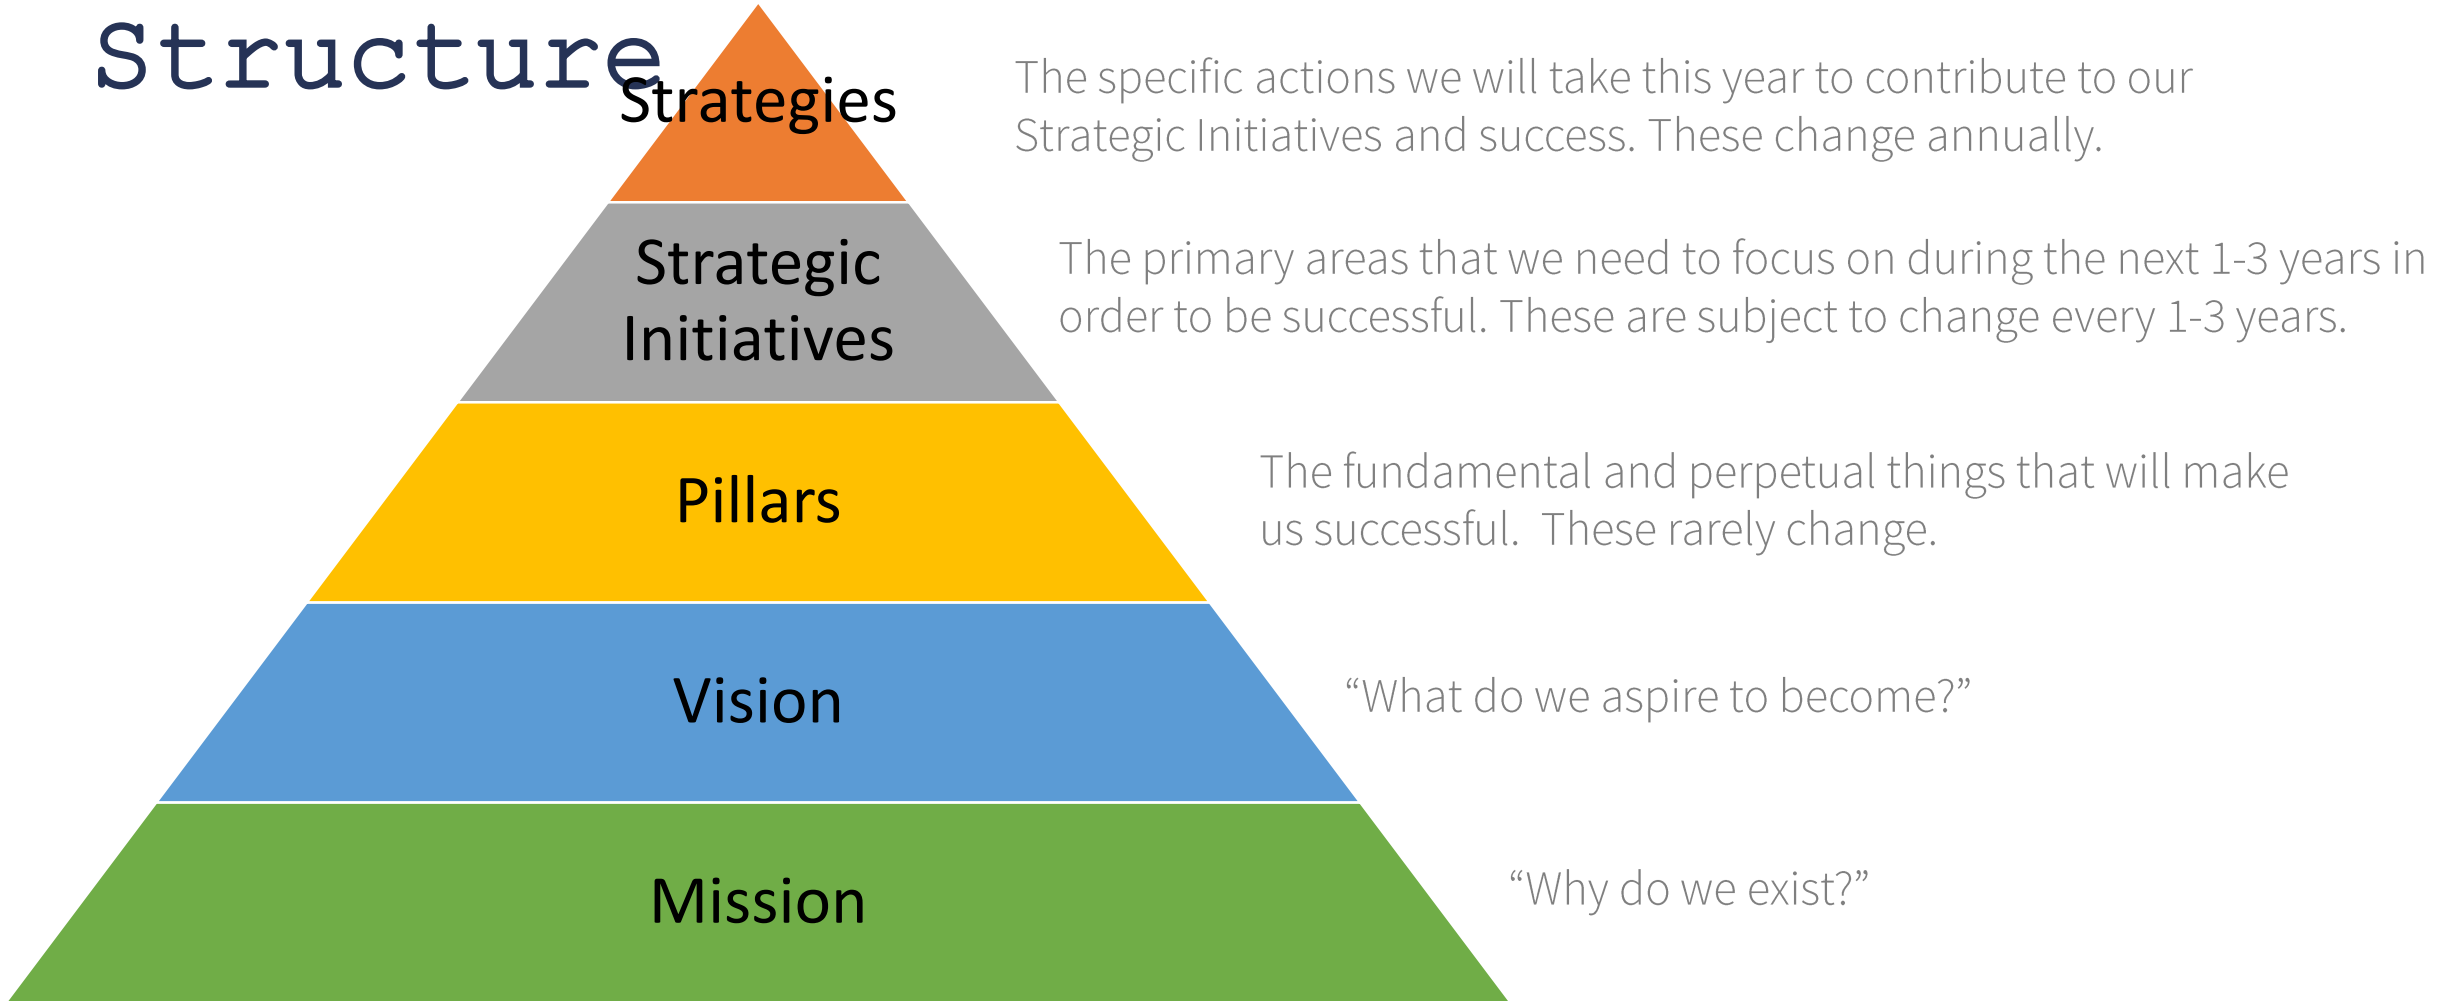 Structure
Strategies
The specific actions we will take this year to contribute to our
Strategic Initiatives and success. These change annually.
Strategic
Initiatives
The primary areas that we need to focus on during the next 1-3 years in
order to be successful. These are subject to change every 1-3 years.
Pillars
The fundamental and perpetual things that will make
us successful.  These rarely change.
Vision
“What do we aspire to become?”
Mission
“Why do we exist?”